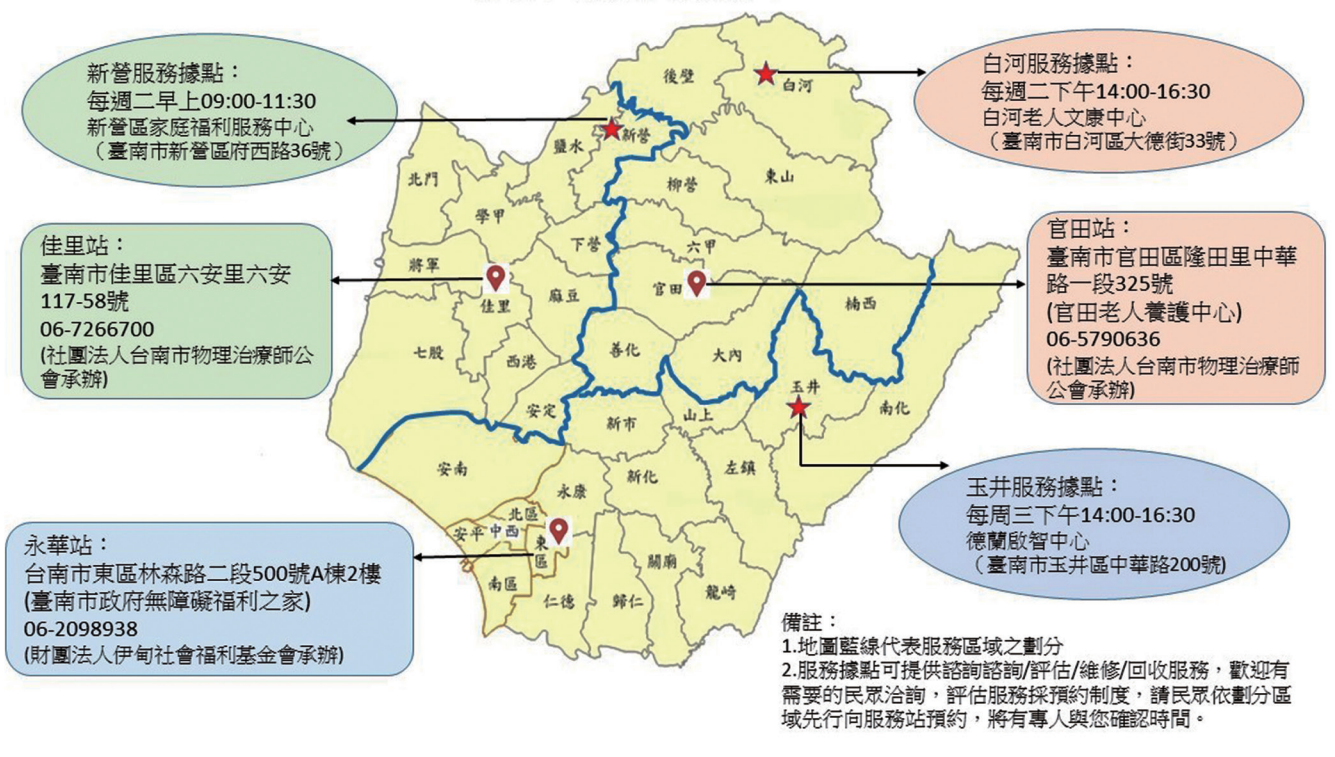 新營服務據點：
每週二早上09:00-11:30
新營區家庭福利服務中心
（臺南市新營區府西路36號）
白河服務據點：
每週二下午14:00-16:30
白河老人文康中心
（臺南市白河區大德街33號）
佳里站：
臺南市佳里區六安里六安
117-58號
06-7266700
(社團法人台南市物理治療師公
會承辦)
官田站：
臺南市官田區隆田里中華
路一段325號
(官田老人養護中心)
06-5790636
(社團法人台南市物理治療師
公會承辦)
永華站：
台南市東區林森路二段500號A棟2樓
(臺南市政府無障礙福利之家)
06-2098938
(財團法人伊甸社會福利基金會承辦)
玉井服務據點：
每周三下午14:00-16:30
德蘭啟智中心
（臺南市玉井區中華路200號)
後壁
白河
新營
鹽水
北門
柳營
東山
學甲
下營
六甲
將軍
佳里
麻豆
官田
楠西
七股
西港
善化
大內
玉井
安定
新市
山上
南化
安南
新化
左鎮
永康
北區
安平
中西
東
區
南區
仁德
歸仁
關廟
龍崎
備註：
1.地圖藍線代表服務區域之劃分
2.服務據點可提供諮詢諮詢/評估/維修/回收服務，歡迎有
需要的民眾洽詢，評估服務採預約制度，請民眾依劃分區
域先行向服務站預約，將有專人與您確認時間。